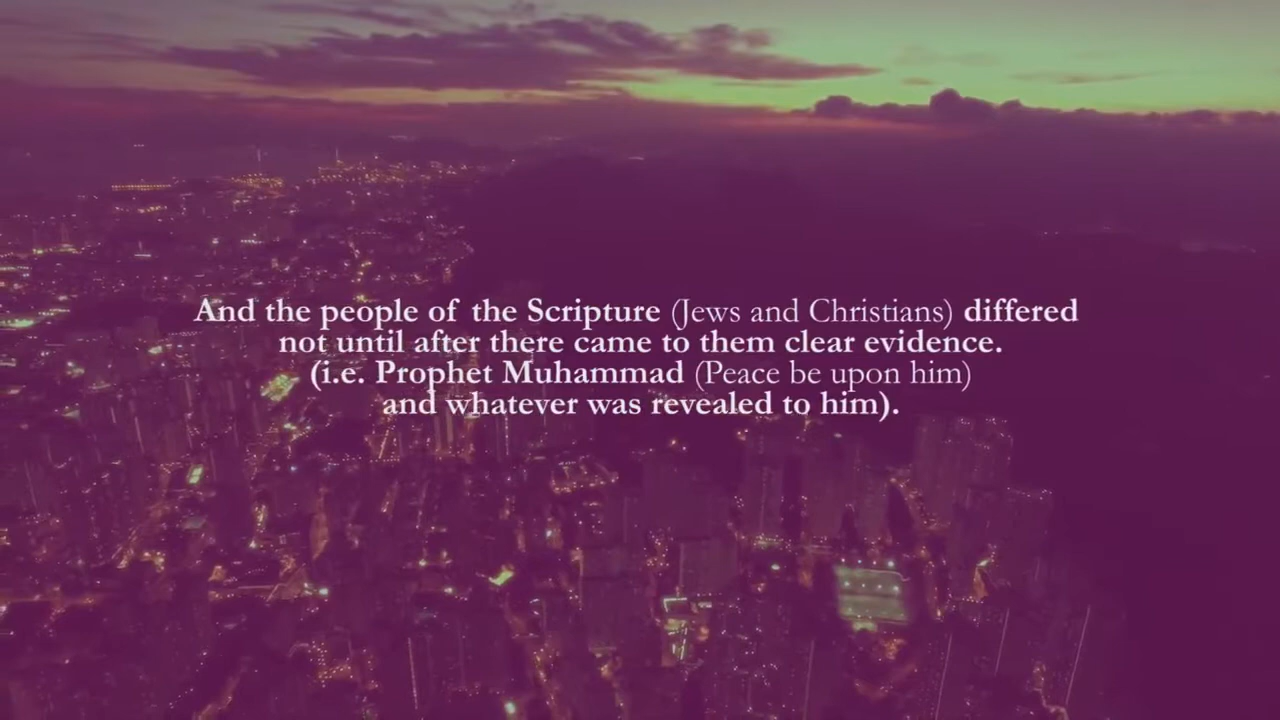 And the people of the Scripture (Jews and Christians) differed
not until after there came to them clear evidence.
(i.e. Prophet Muhammad (Peace be upon him)
and whatever was revealed to him).